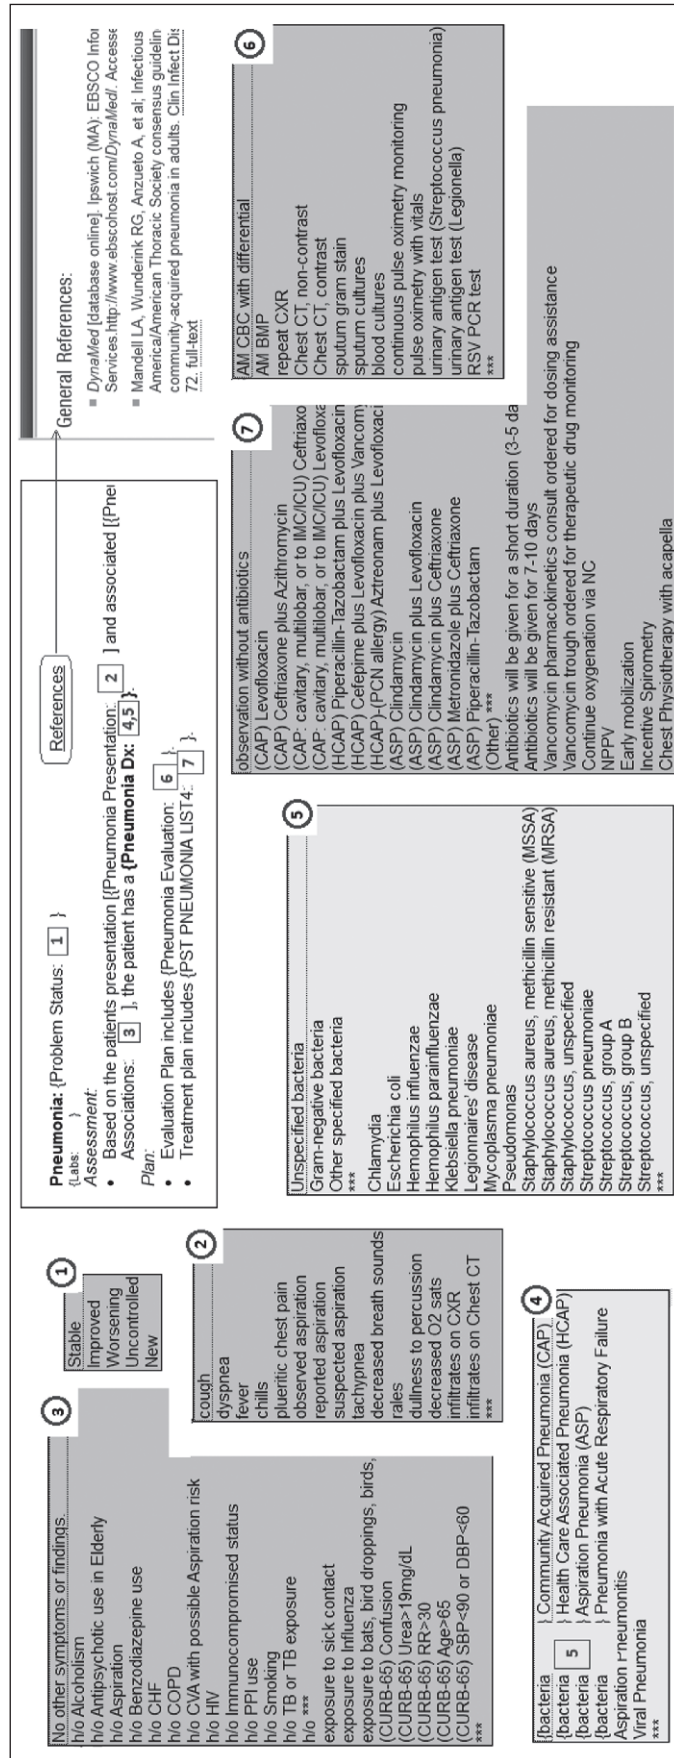 Pneumonia: {Problem Status: 1 }
{Labs: }
Assessment:
• Based on the patients presentation [{Pneumonia Presentation: 2 ] and associated [{Pneu
Associations: 3 ], the patient has a {Pneumonia Dx: 4,5 }.
Plan:
• Evaluation Plan includes {Pneumonia Evaluation: 6 }.
• Treatment plan includes {PST PNEUMONIA LIST4: 7 }.
References
General References:
■ DynaMed [database online]. Ipswich (MA): EBSCO Infor
Services.http://www.ebscohost.com/DynaMed/. Accesse
■ Mandell LA, Wunderink RG, Anzueto A, et al; Infectious
America/American Thoracic Society consensus guidelin
community-acquired pneumonia in adults. Clin Infect Dis
72. full-text
1
Stable
Improved
Worsening
Uncontrolled
New
2
cough
dyspnea
fever
chills
plueritic chest pain
observed aspiration
reported aspiration
suspected aspiration
tachypnea
decreased breath sounds
rales
dullness to percussion
decreased O2 sats
infiltrates on CXR
infiltrates on Chest CT
***
3
No other symptoms or findings.
h/o Alcoholism
h/o Antipsychotic use in Elderly
h/o Aspiration
h/o Benzodiazepine use
h/o CHF
h/o COPD
h/o CVA with possible Aspiration risk
h/o HIV
h/o Immunocompromised status
h/o PPI use
h/o Smoking
h/o TB or TB exposure
h/o ***
exposure to sick contact
exposure to Influenza
exposure to bats, bird droppings, birds,
(CURB-65) Confusion
(CURB-65) Urea>19mg/dL
(CURB-65) RR>30
(CURB-65) Age>65
(CURB-65) SBP<90 or DBP<60
***
4
{bacteria } Community Acquired Pneumonia (CAP)
{bacteria 5 } Health Care Associated Pneumonia (HCAP)
{bacteria } Aspiration Pneumonia (ASP)
{bacteria } Pneumonia with Acute Respiratory Failure
Aspiration Pneumonitis
Viral Pneumonia
***
5
Unspecified bacteria
Gram-negative bacteria
Other specified bacteria
***
Chlamydia
Escherichia coli
Hemophilus influenzae
Hemophilus parainfluenzae
Klebsiella pneumoniae
Legionnaires' disease
Mycoplasma pneumoniae
Pseudomonas
Staphylococcus aureus, methicillin sensitive (MSSA)
Staphylococcus aureus, methicillin resistant (MRSA)
Staphylococcus, unspecified
Streptococcus pneumoniae
Streptococcus, group A
Streptococcus, group B
Streptococcus, unspecified
***
6
AM CBC with differential
AM BMP
repeat CXR
Chest CT, non-contrast
Chest CT, contrast
sputum gram stain
sputum cultures
blood cultures
continuous pulse oximetry monitoring
pulse oximetry with vitals
urinary antigen test (Streptococcus pneumonia)
urinary antigen test (Legionella)
RSV PCR test
***
7
observation without antibiotics
(CAP) Levofloxacin
(CAP) Ceftriaxone plus Azithromycin
(CAP: cavitary, multilobar, or to IMC/ICU) Ceftriaxo
(CAP: cavitary, multilobar, or to IMC/ICU) Levofloxa
(HCAP) Piperacillin-Tazobactam plus Levofloxacin
(HCAP) Cefepime plus Levofloxacin plus Vancomy
(HCAP)-(PCN allergy) Aztreonam plus Levofloxaci
(ASP) Clindamycin
(ASP) Clindamycin plus Levofloxacin
(ASP) Clindamycin plus Ceftriaxone
(ASP) Metronidazole plus Ceftriaxone
(ASP) Piperacillin-Tazobactam
(Other) ***
Antibiotics will be given for a short duration (3-5 da
Antibiotics will be given for 7-10 days
Vancomycin pharmacokinetics consult ordered for dosing assistance
Vancomycin trough ordered for therapeutic drug monitoring
Continue oxygenation via NC
NPPV
Early mobilization
Incentive Spirometry
Chest Physiotherapy with acapella